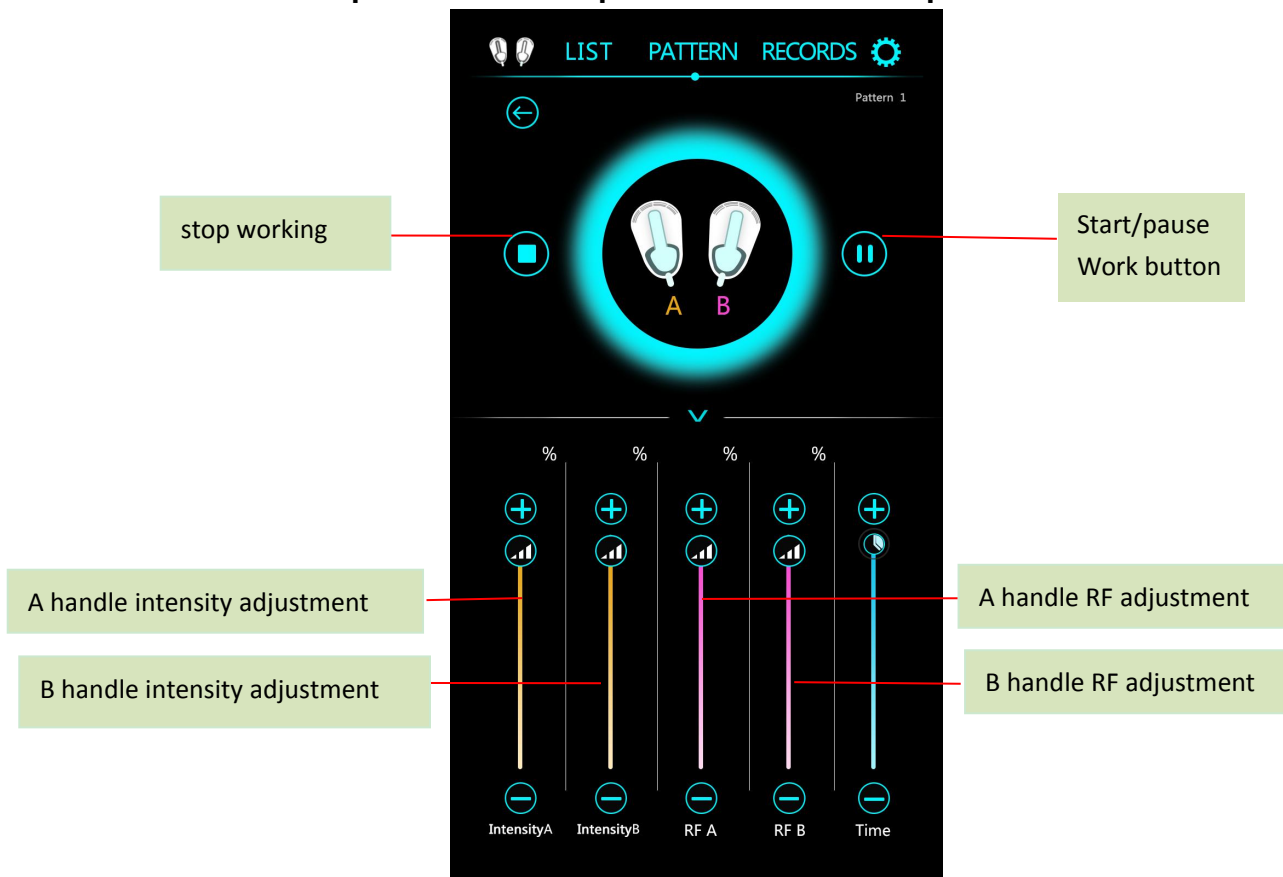 LIST PATTERN RECORDS
Pattern 1
stop working
Start/pause
Work button
A B
% % % %
A handle intensity adjustment
A handle RF adjustment
B handle intensity adjustment
B handle RF adjustment
IntensityA IntensityB RF A RF B Time